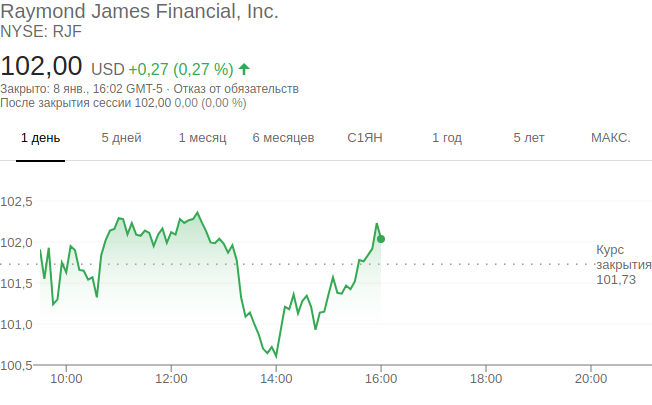 Raymond James Financial, Inc.
NYSE: RJF
102,00 USD +0,27 (0,27 %)
Закрыто: 8 янв., 16:02 GMT-5 · Отказ от обязательств
После закрытия сессии 102,00 0,00 (0,00 %)
1 день 5 дней 1 месяц 6 месяцев С1ЯН 1 год 5 лет МАКС.
102,5
102,0
Курс
закрытия
101,73
101,5
101,0
100,5
10:00 12:00 14:00 16:00 18:00 20:00